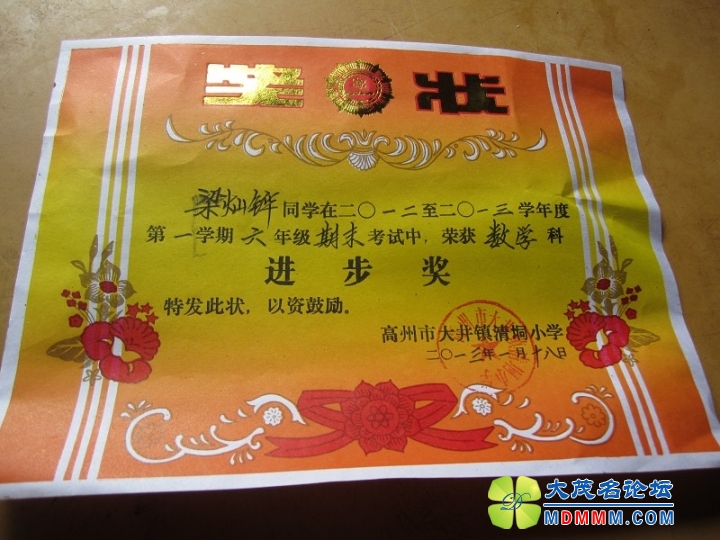 奖状
梁灿铧同学在二〇一二至二〇一三学年度
第一学期六年级期末考试中,荣获数学科
进步奖
特发此状,以资鼓励。
高州市大井镇清垌小学
二〇一三年一月十八日
大茂名论坛
MDMMM.COM